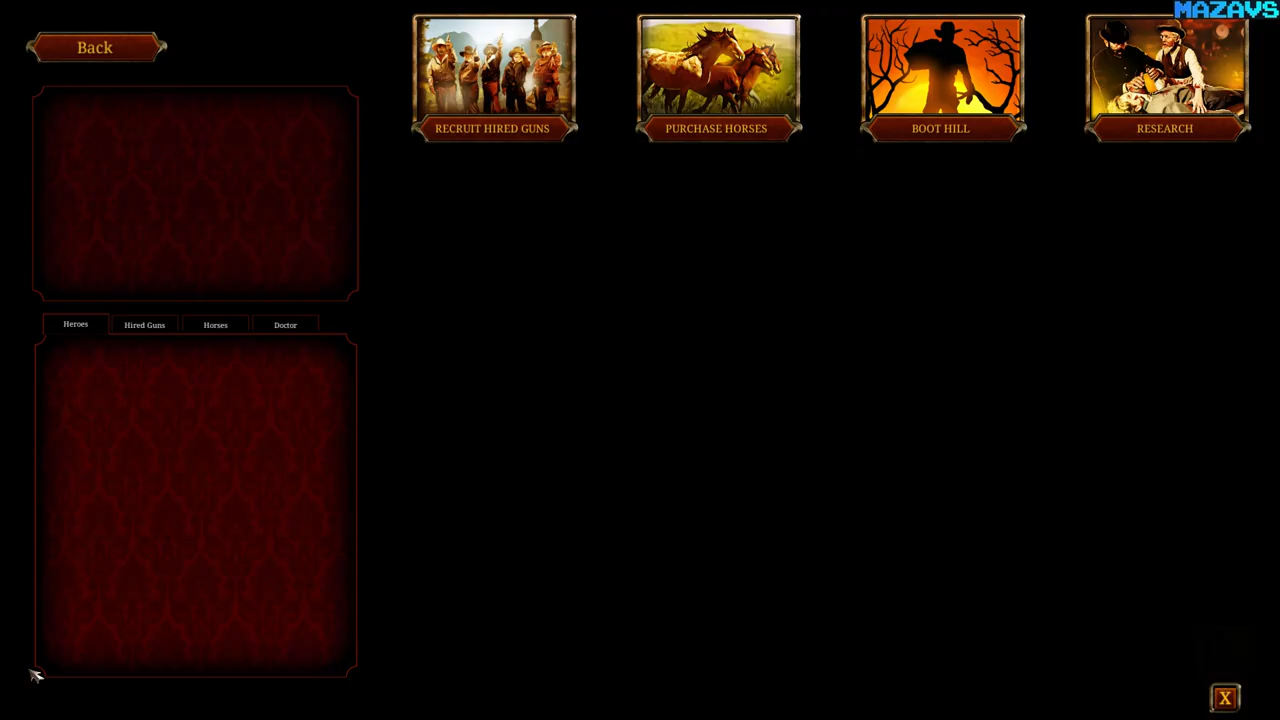 MAZAVS
Back
RECRUIT HIRED GUNS
PURCHASE HORSES
BOOT HILL
RESEARCH
Heroes
Hired Guns
Horses
Doctor
X